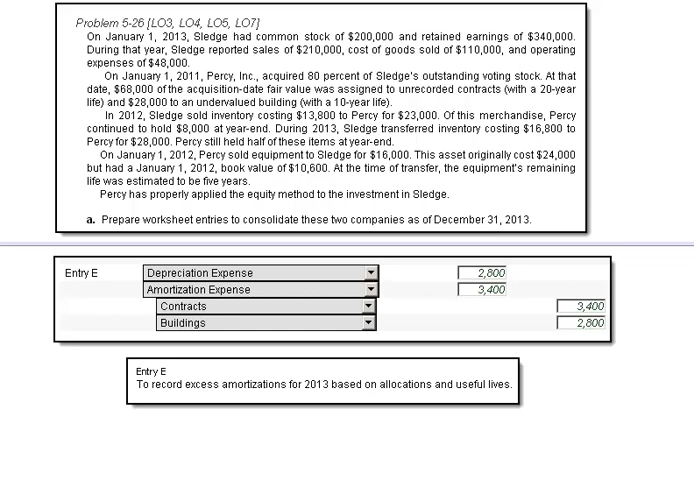 Problem 5-26 [LO3, LO4, LO5, LO7]
On January 1, 2013, Sledge had common stock of $200,000 and retained earnings of $340,000.
During that year, Sledge reported sales of $210,000, cost of goods sold of $110,000, and operating
expenses of $48,000.
On January 1, 2011, Percy, Inc., acquired 80 percent of Sledge's outstanding voting stock. At that
date, $68,000 of the acquisition-date fair value was assigned to unrecorded contracts (with a 20-year
life) and $28,000 to an undervalued building (with a 10-year life).
In 2012, Sledge sold inventory costing $13,800 to Percy for $23,000. Of this merchandise, Percy
continued to hold $8,000 at year-end. During 2013, Sledge transferred inventory costing $16,800 to
Percy for $28,000. Percy still held half of these items at year-end.
On January 1, 2012, Percy sold equipment to Sledge for $16,000. This asset originally cost $24,000
but had a January 1, 2012, book value of $10,600. At the time of transfer, the equipment's remaining
life was estimated to be five years.
Percy has properly applied the equity method to the investment in Sledge.
a. Prepare worksheet entries to consolidate these two companies as of December 31, 2013.
Entry E Depreciation Expense 2,800
Amortization Expense 3,400
Contracts 3,400
Buildings 2,800
Entry E
To record excess amortizations for 2013 based on allocations and useful lives.